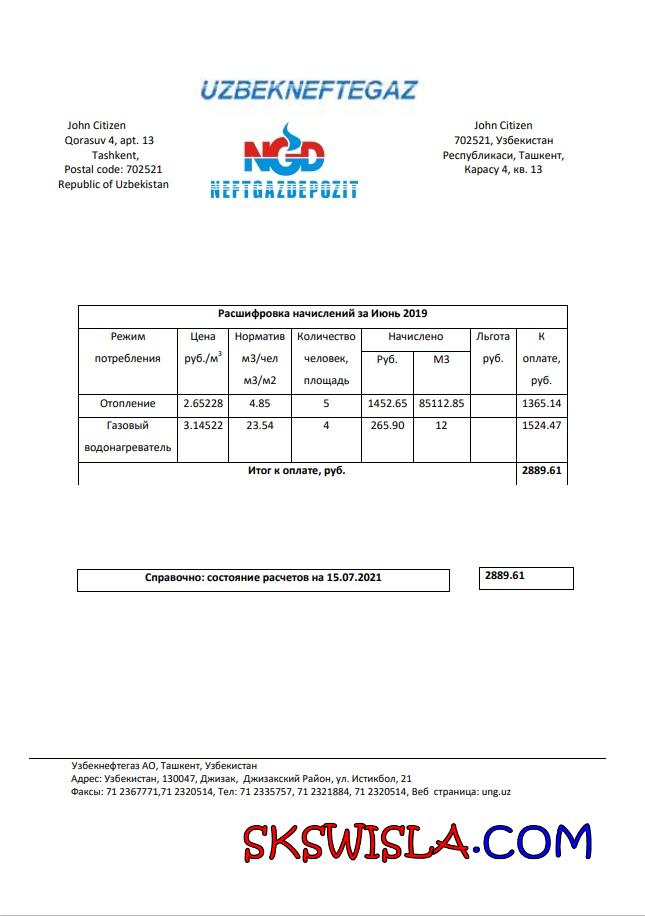 UZBEKNEFTEGAZ
John Citizen
Qorasuv 4, apt. 13
Tashkent,
Postal code: 702521
Republic of Uzbekistan
NGD
NEFTGAZDEPOZIT
John Citizen
702521, Узбекистан
Республикаси, Ташкент,
Карасу 4, кв. 13
Расшифровка начислений за Июнь 2019
Режим потребления Цена руб./м3 Норматив м3/чел м3/м2 Количество человек, площадь Начислено Руб. М3 Льгота руб. К оплате, руб.
Отопление 2.65228 4.85 5 1452.65 85112.85 1365.14
Газовый 3.14522 23.54 4 265.90 12 1524.47
водонагреватель
Итог к оплате, руб. 2889.61
Справочно: состояние расчетов на 15.07.2021 2889.61
Узбекнефтегаз АО, Ташкент, Узбекистан
Адрес: Узбекистан, 130047, Джизак, Джизакский Район, ул. Истикбол, 21
Факсы: 71 2367771,71 2320514, Тел: 71 2335757, 71 2321884, 71 2320514, Веб страница: ung.uz
SKSWISLA.COM